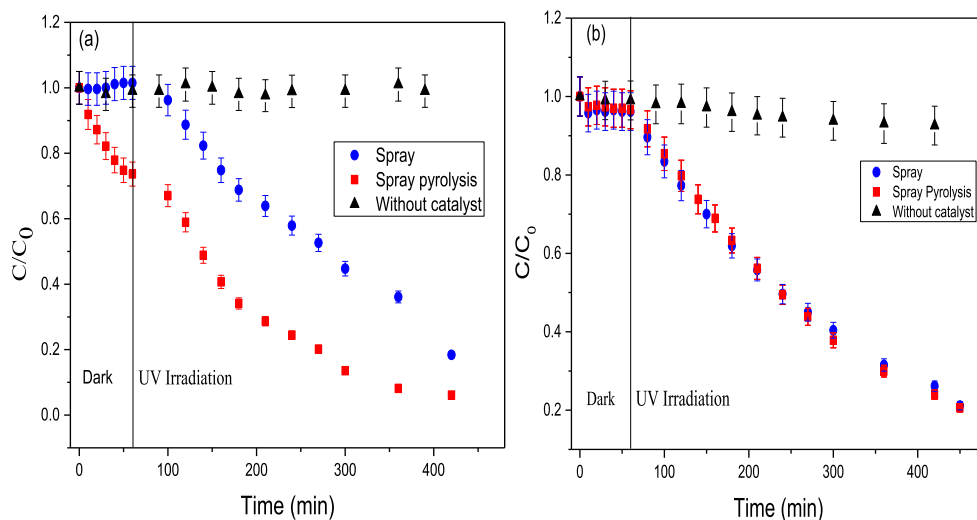 (a)
1.2
1.0
0.8
0.6
0.4
0.2
0.0
C/C0
Spray
Spray pyrolysis
Without catalyst
Dark
UV Irradiation
0 100 200 300 400
Time (min)
(b)
1.2
1.0
0.8
0.6
0.4
0.2
C/Co
Spray
Spray Pyrolysis
Without catalyst
Dark
UV Irradiation
0 100 200 300 400
Time (min)